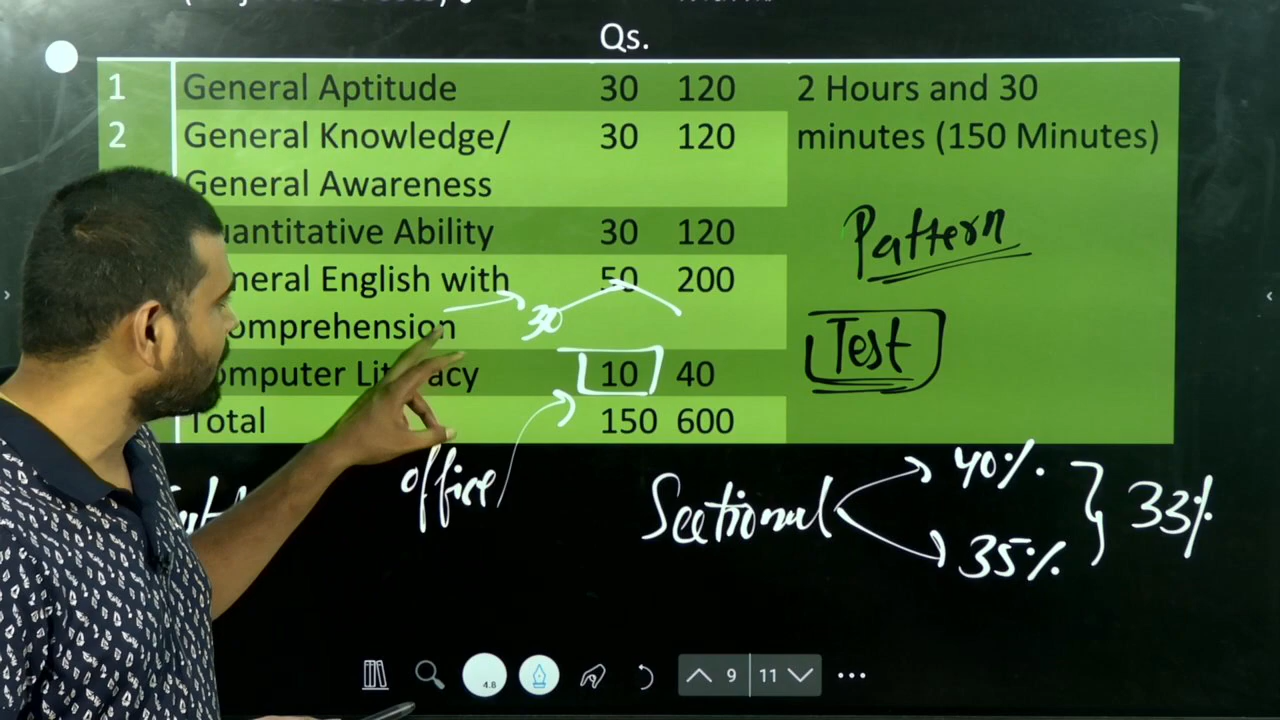 Qs.
1 General Aptitude 30 120 2 Hours and 30
2 General Knowledge/ 30 120 minutes (150 Minutes)
General Awareness
uantitative Ability 30 120
Pattern
neral English with 50 200
omprehension 30
Test
omputer Lit acy 10 40
Total 150 600
office
Sectional 40% 33%
35%
4.8 9 11